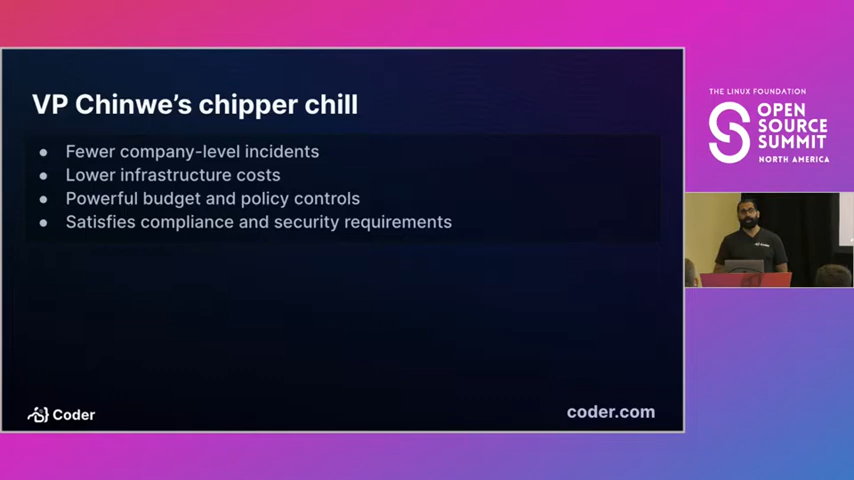 VP Chinwe's chipper chill
● Fewer company-level incidents
● Lower infrastructure costs
● Powerful budget and policy controls
● Satisfies compliance and security requirements
Coder
coder.com
THE LINUX FOUNDATION
OPEN
SOURCE
SUMMIT
NORTH AMERICA
Coder